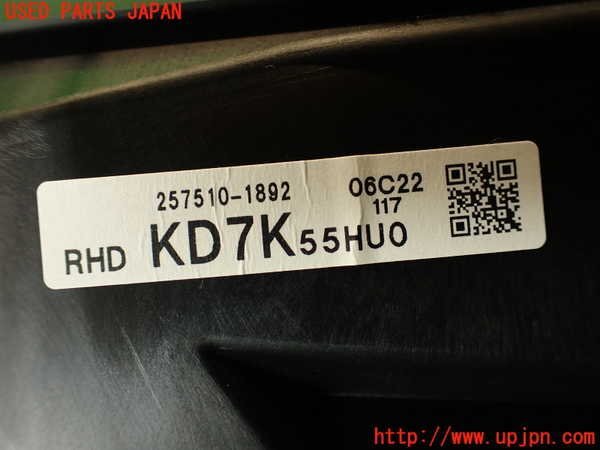 USED PARTS JAPAN
257510-1892 06C22
117
RHD KD7K55HU0
http://www.upjpn.com/